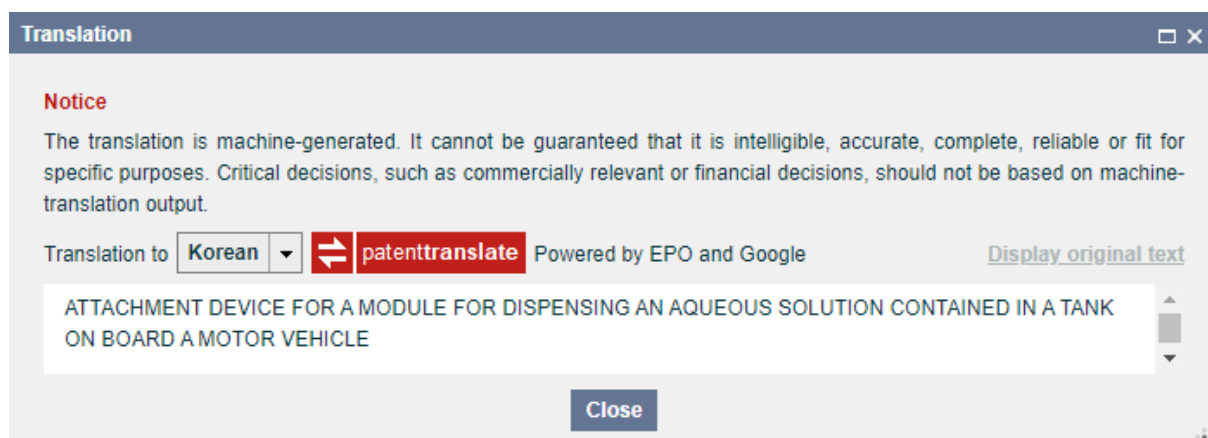 Translation
Notice
The translation is machine-generated. It cannot be guaranteed that it is intelligible, accurate, complete, reliable or fit for
specific purposes. Critical decisions, such as commercially relevant or financial decisions, should not be based on machine-
translation output.
Translation to Korean patenttranslate Powered by EPO and Google Display original text
ATTACHMENT DEVICE FOR A MODULE FOR DISPENSING AN AQUEOUS SOLUTION CONTAINED IN A TANK
ON BOARD A MOTOR VEHICLE
Close